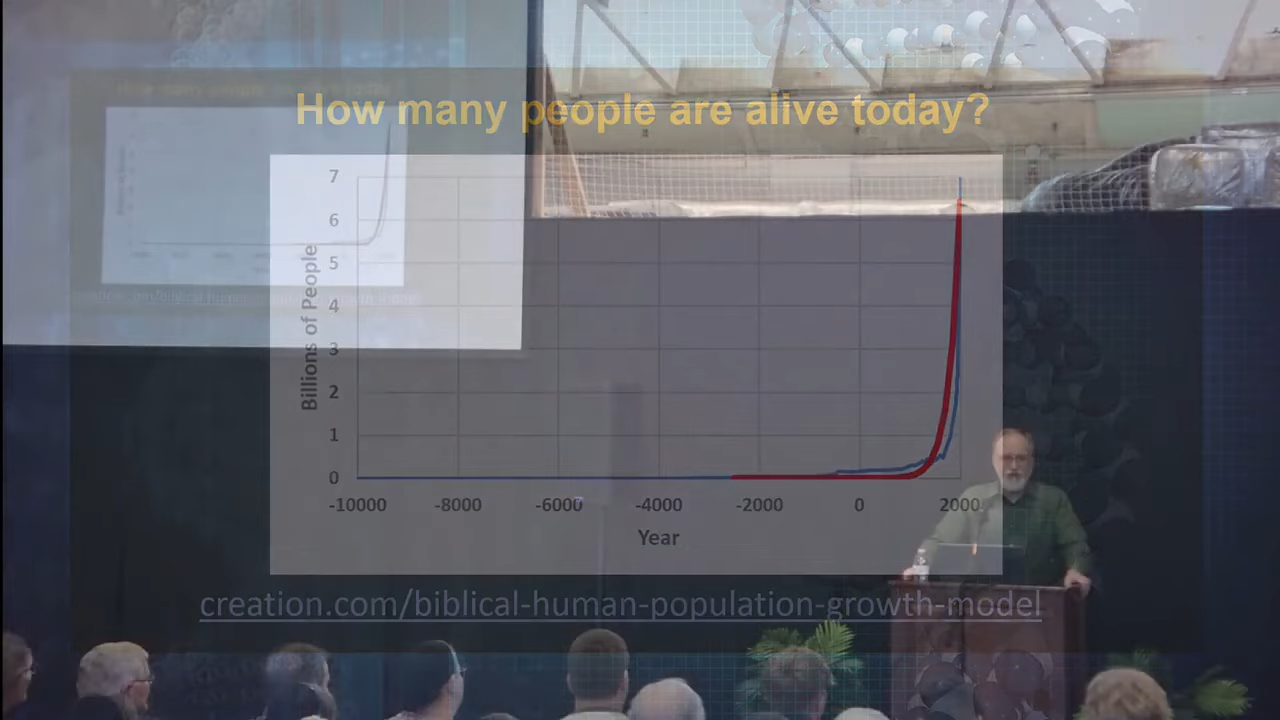 How many people are alive today?
7
6
5
4
3
2
1
0
Billions of People
-10000 -8000 -6000 -4000 -2000 0 2000
Year
creation.com/biblical-human-population-growth-model